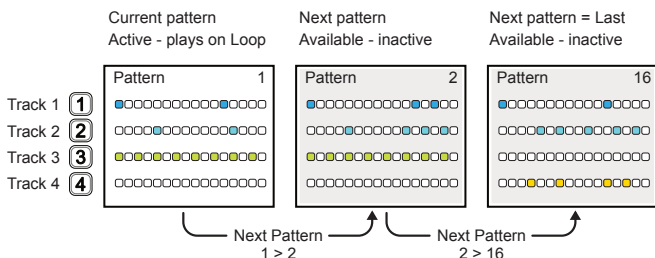 Current pattern
Active - plays on Loop
Next pattern
Available - inactive
Next pattern = Last
Available - inactive
Pattern 1
Pattern 2
Pattern 16
Track 1 1
Track 2 2
Track 3 3
Track 4 4
Next Pattern
1 > 2
Next Pattern
2 > 16